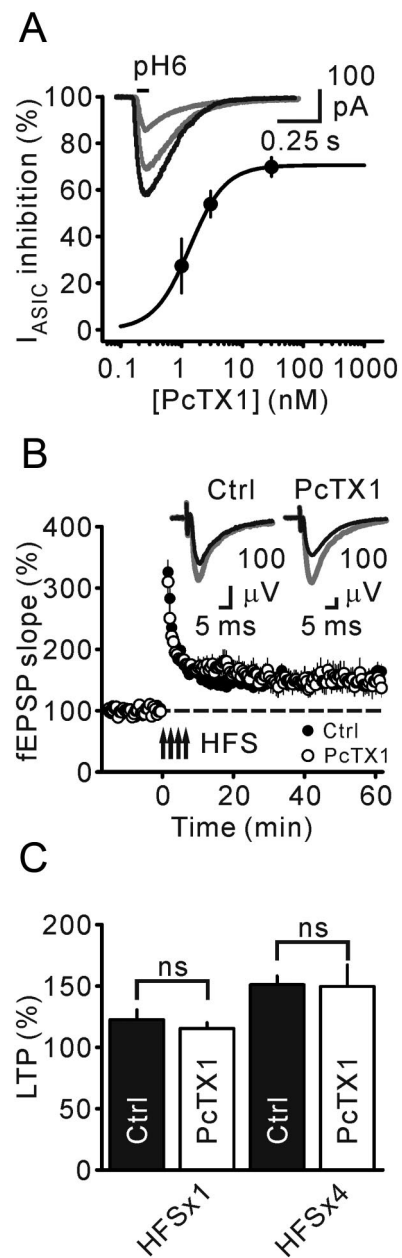 A
pH6
100
pA
0.25 s
I_ASIC inhibition (%)
100
80
60
40
20
0
0.1 1 10 100 1000
[PcTX1] (nM)
B
Ctrl PcTX1
100 100
μV μV
5 ms 5 ms
fEPSP slope (%)
400
300
200
100
0
HFS
Ctrl
PcTX1
0 20 40 60
Time (min)
C
LTP (%)
200
150
100
50
0
ns ns
Ctrl PcTX1 Ctrl PcTX1
HFSx1 HFSx4